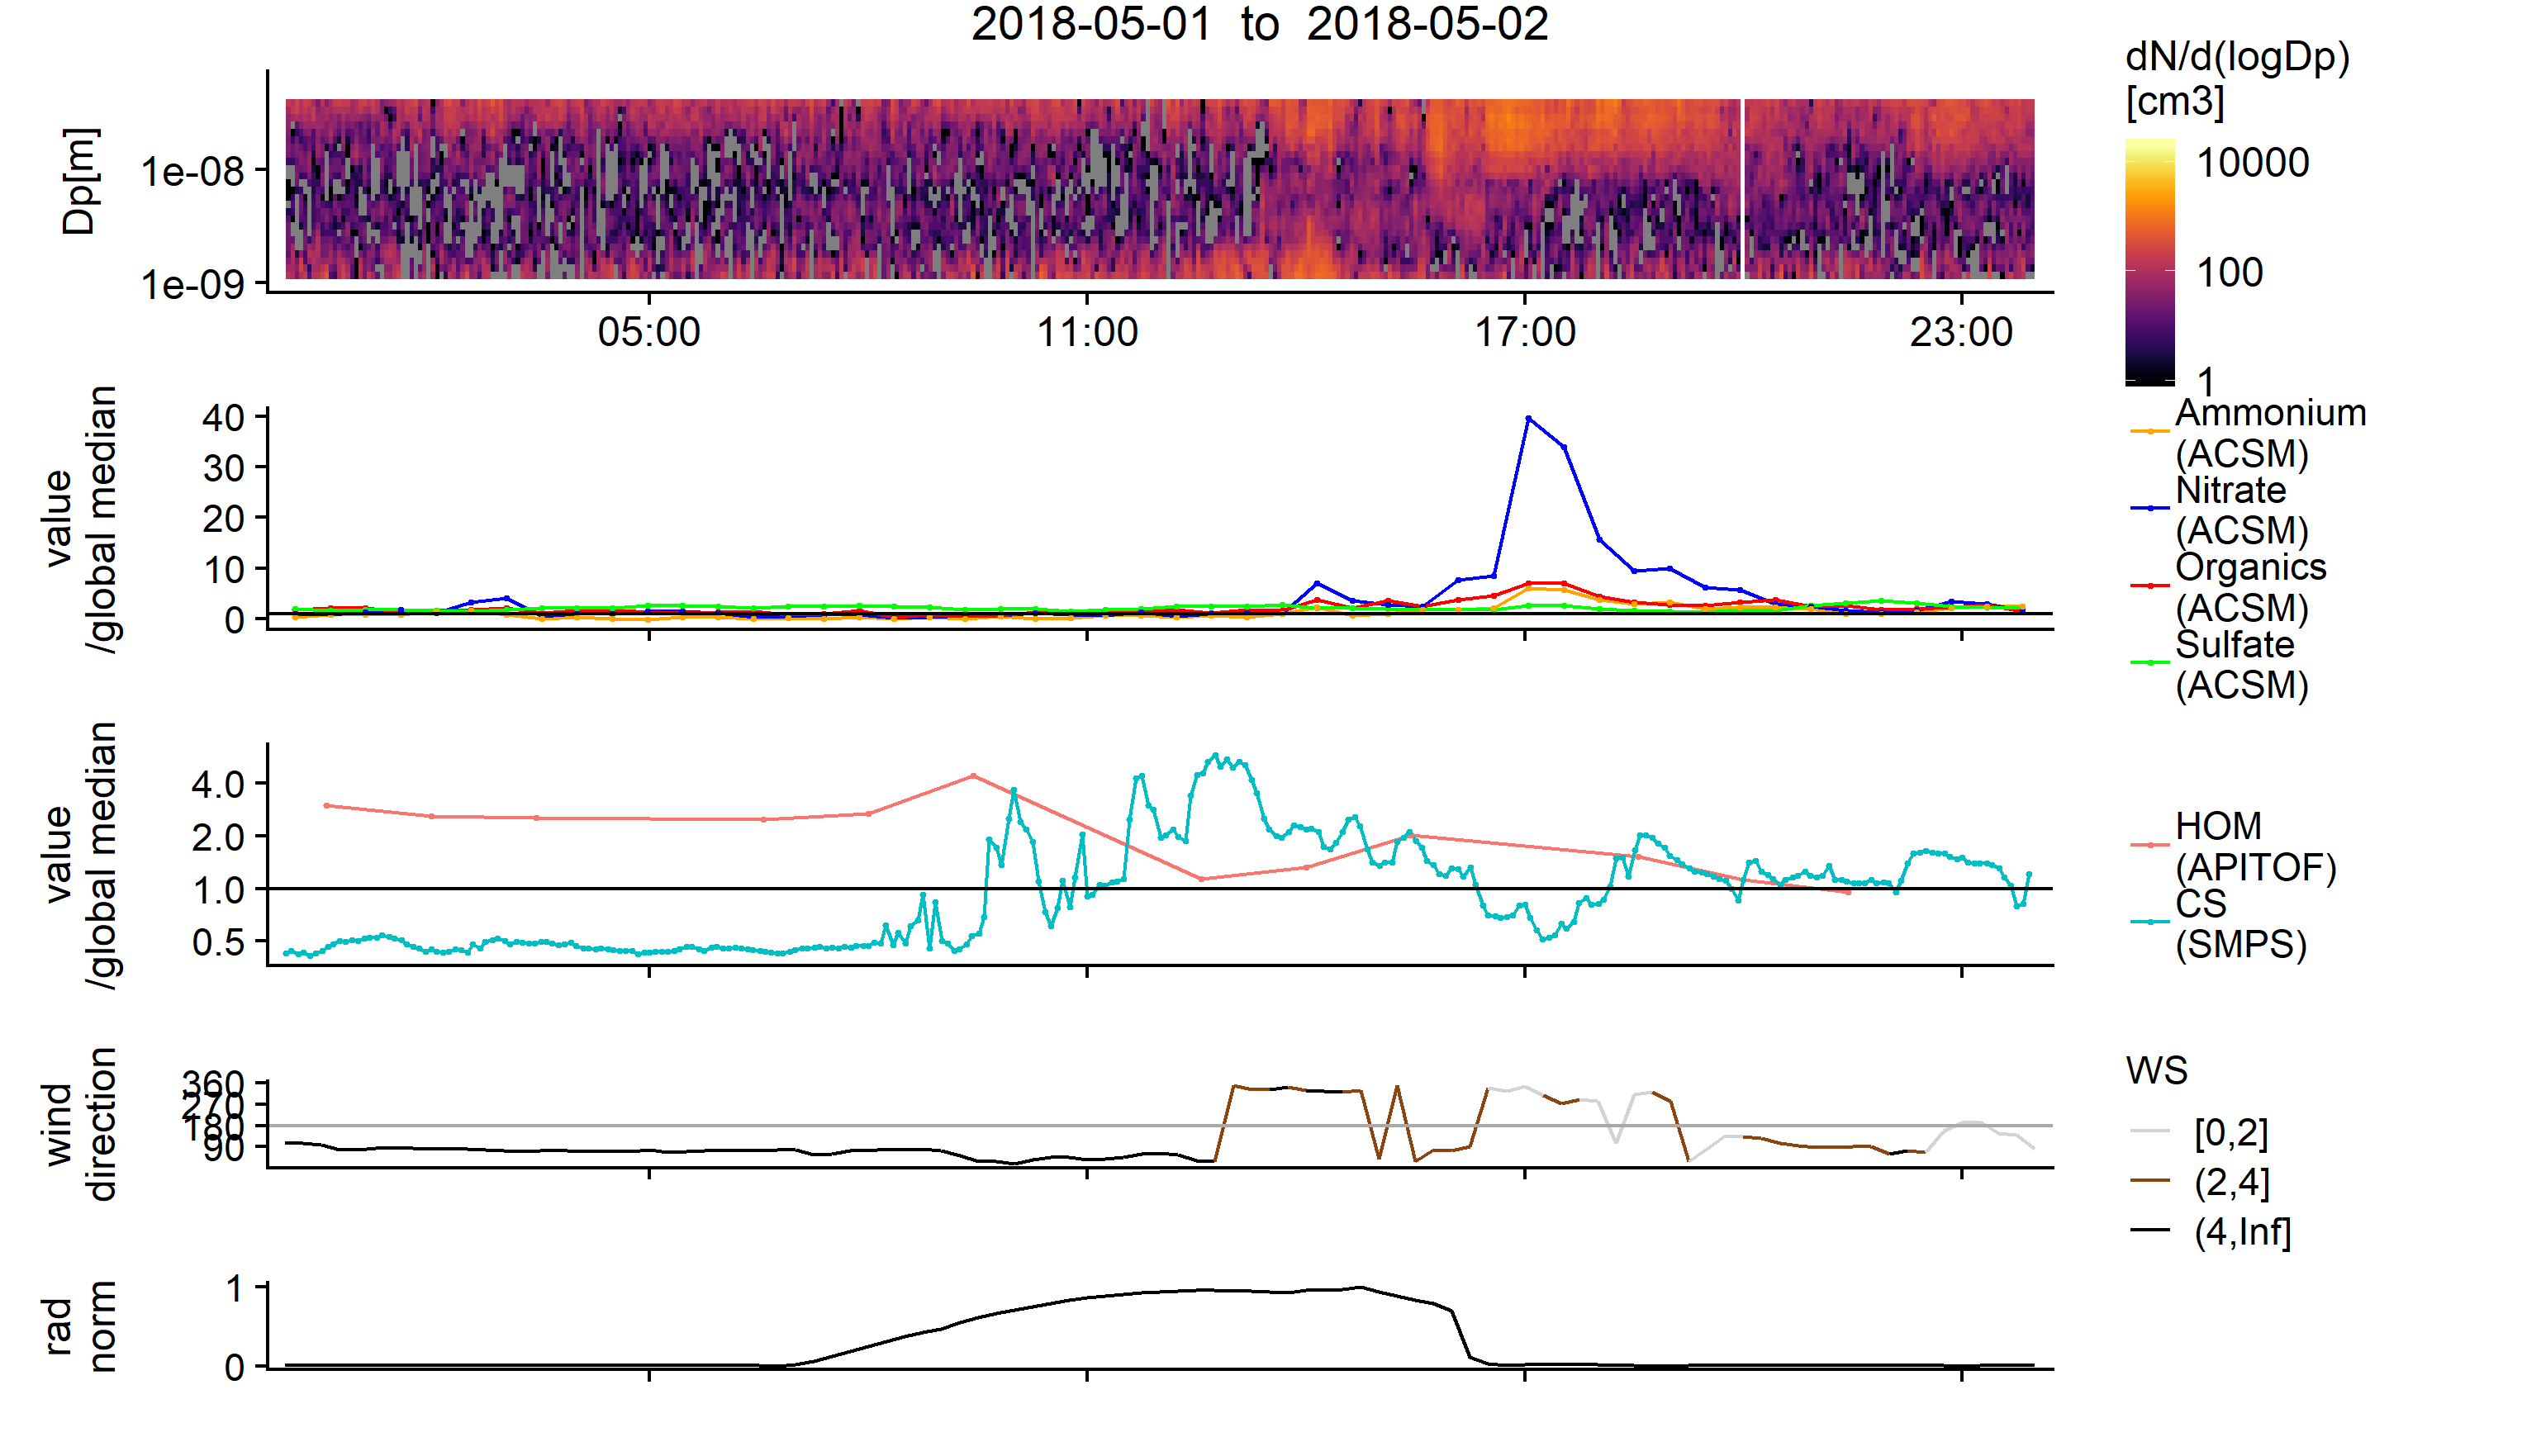 2018-05-01 to 2018-05-02
Dp[m]
1e-08
1e-09
05:00
11:00
17:00
23:00
dN/d(logDp)
[cm3]
10000
100
1
value
/global median
40
30
20
10
0
Ammonium
(ACSM)
Nitrate
(ACSM)
Organics
(ACSM)
Sulfate
(ACSM)
value
/global median
4.0
2.0
1.0
0.5
HOM
(APITOF)
CS
(SMPS)
wind
direction
360
270
180
90
WS
[0,2]
(2,4]
(4,Inf]
rad
norm
1
0